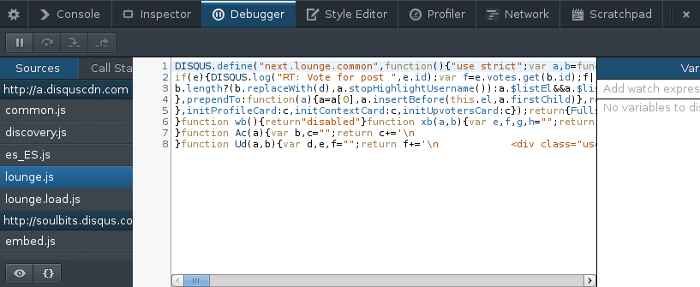 Console Inspector Debugger Style Editor Profiler Network Scratchpad
Sources Call Sta Var
http://a.disquscdn.com
common.js
discovery.js
es_ES.js
lounge.js
lounge.load.js
http://soulbits.disqus.co
embed.js
{}
1 DISQUS.define("next.lounge.common",function(){"use strict";var a,b=func
2 if(e){DISQUS.log("RT: Vote for post ",e.id);var f=e.votes.get(b.id);f|
3 b.length?(b.replaceWith(d),a.stopHighlightUsername()):a.$listEl&&a.$lis
4 },prependTo:function(a){a=a[0],a.insertBefore(this.el,a.firstChild)},r
5 },initProfileCard:c,initContextCard:c,initUpvotersCard:c});return{Full
6 }function wb(){return"disabled"}function xb(a,b){var e,f,g,h="";return
7 }function Ac(a){var b,c="";return c+='\n
8 }function Ud(a,b){var d,e,f="";return f+='\n <div class="use
Add watch expres
No variables to di